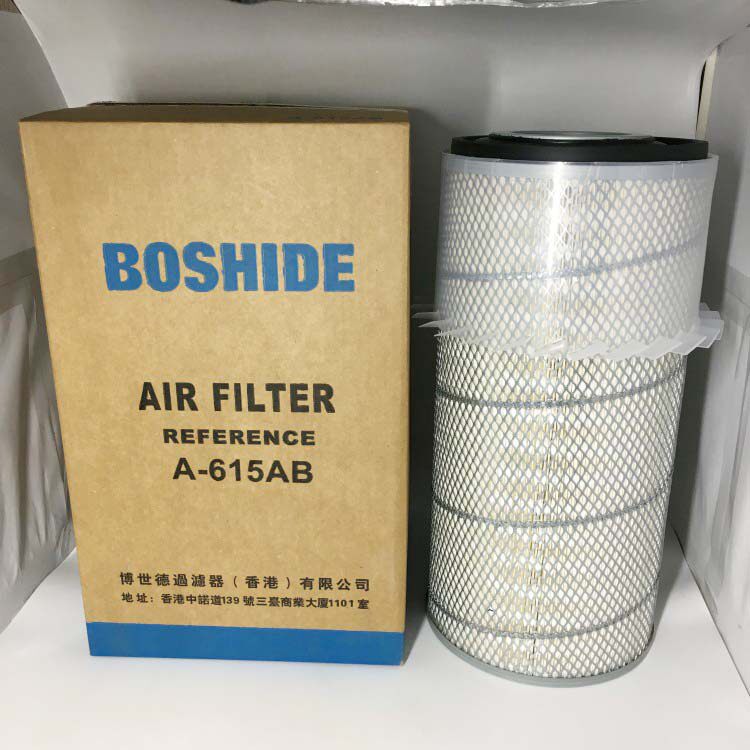 BOSHIDE
AIR FILTER
REFERENCE
A-615AB
博世德過濾器(香港)有限公司
地址:香港中諾道139號三臺商業大厦1101室